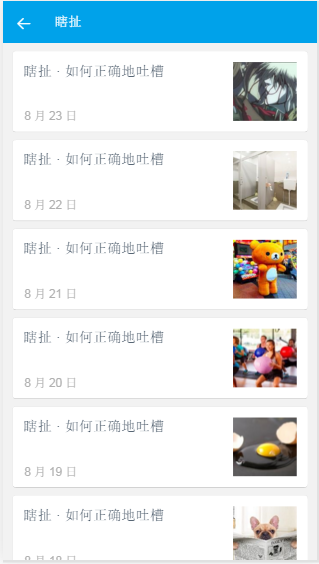 瞎扯
瞎扯 · 如何正确地吐槽
8 月 23 日
瞎扯 · 如何正确地吐槽
8 月 22 日
瞎扯 · 如何正确地吐槽
8 月 21 日
瞎扯 · 如何正确地吐槽
8 月 20 日
瞎扯 · 如何正确地吐槽
8 月 19 日
瞎扯 · 如何正确地吐槽
8 月 18 日